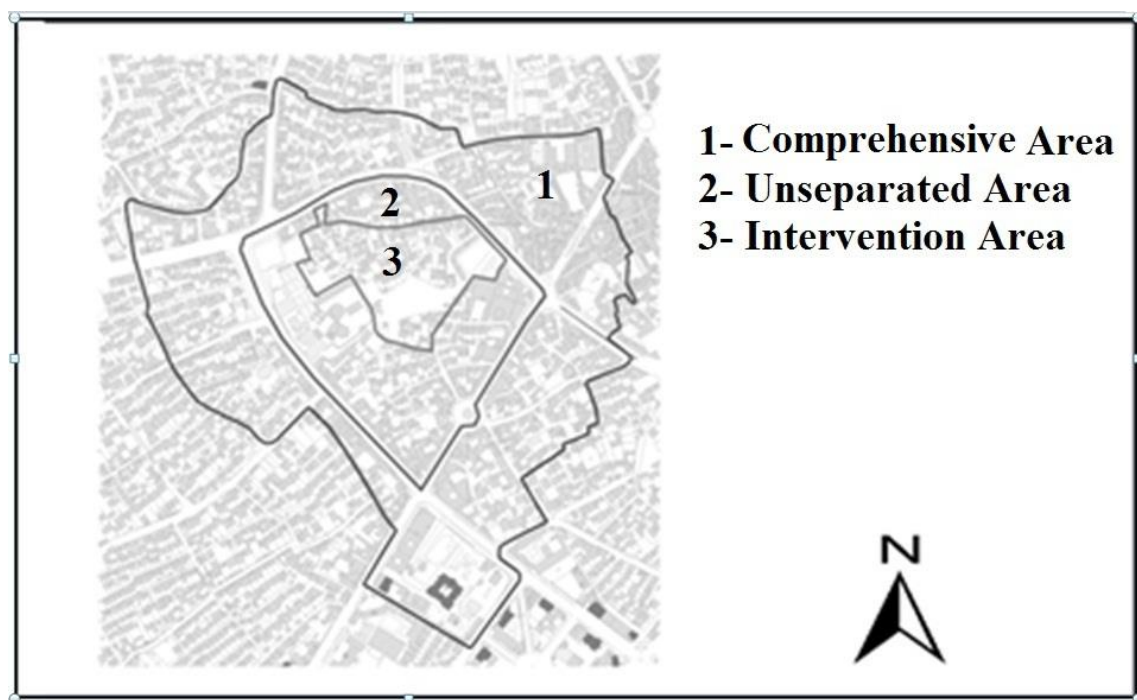 1- Comprehensive Area
2- Unseparated Area
3- Intervention Area
1
2
3
N